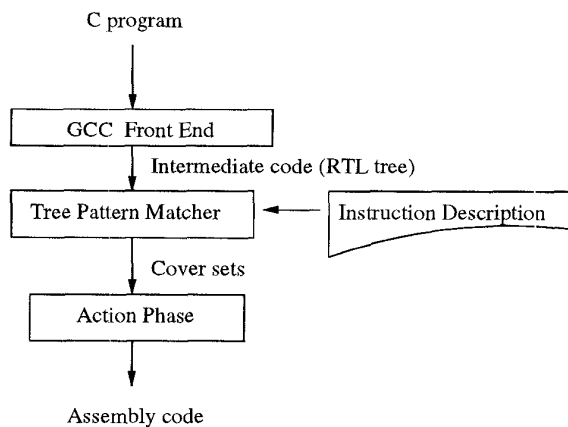 C program
GCC Front End
Intermediate code (RTL tree)
Tree Pattern Matcher
Instruction Description
Cover sets
Action Phase
Assembly code